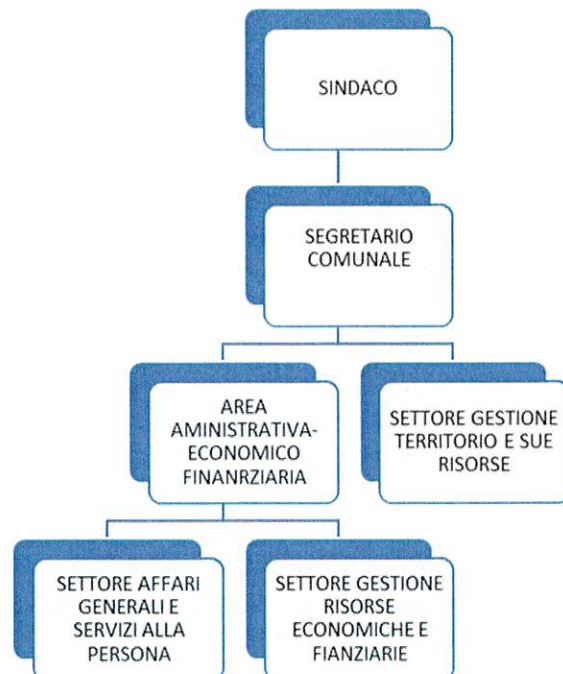 SINDACO
SEGRETARIO
COMUNALE
AREA
AMINISTRATIVA-
ECONOMICO
FINANRZIARIA
SETTORE GESTIONE
TERRITORIO E SUE
RISORSE
SETTORE AFFARI
GENERALI E
SERVIZI ALLA
PERSONA
SETTORE GESTIONE
RISORSE
ECONOMICHE E
FIANZIARIE